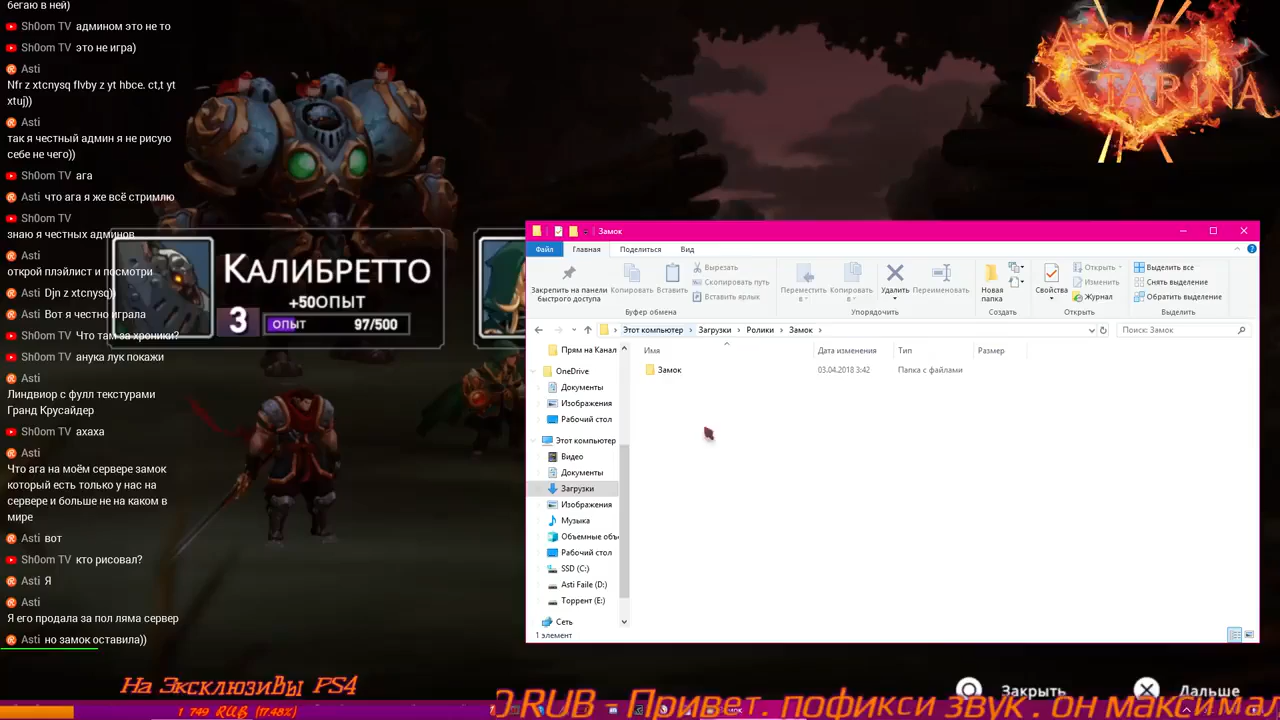 бегаю в ней)
Sh0om TV админом это не то
Sh0om TV это не игра)
Asti
Nfr z xtcnysq flvby z yt hbce. ct,t yt
xtuj))
Asti
так я честный админ я не рисую
себе не чего))
Sh0om TV ага
Asti что ага я же всё стримлю
Sh0om TV
знаю я честных админов
Asti
открой плэйлист и посмотри
Asti Djn z xtcnysq))
Asti Вот я честно играла
Sh0om TV Что там за хроники?
Sh0om TV анука лук покажи
Asti
Линдвиор с фулл текстурами
Гранд Крусайдер
Sh0om TV ахаха
Asti
Что ага на моём сервере замок
который есть только у нас на
сервере и больше не на каком в
мире
Asti вот
Sh0om TV кто рисовал?
Asti Я
Asti
Я его продала за пол ляма сервер
Asti но замок оставила))
ASTI
KATARINA
КАЛИБРЕТТО
+50ОПЫТ
3 ОПЫТ 97/500
Замок
Файл Главная Поделиться Вид
Закрепить на панели
быстрого доступа
Копировать Вставить
Вырезать
Скопировать путь
Вставить ярлык
Буфер обмена
Переместить
в
Копировать
в
Удалить
Переименовать
Упорядочить
Новая
папка
Создать
Свойства
Открыть
Изменить
Журнал
Открыть
Выделить все
Снять выделение
Обратить выделение
Выделить
Этот компьютер Загрузки Ролики Замок
Поиск: Замок
Имя Дата изменения Тип Размер
Замок 03.04.2018 3:42 Папка с файлами
Прям на Канал
OneDrive
Документы
Изображения
Рабочий стол
Этот компьютер
Видео
Документы
Загрузки
Изображения
Музыка
Объемные объ
Рабочий стол
SSD (C:)
Asti Faile (D:)
Торрент (E:)
Сеть
1 элемент
На Эксклюзивы PS4
1 749 RUB (17.48%)
Закрыть
Дальше
RUB - Привет. пофикси звук . он максимал